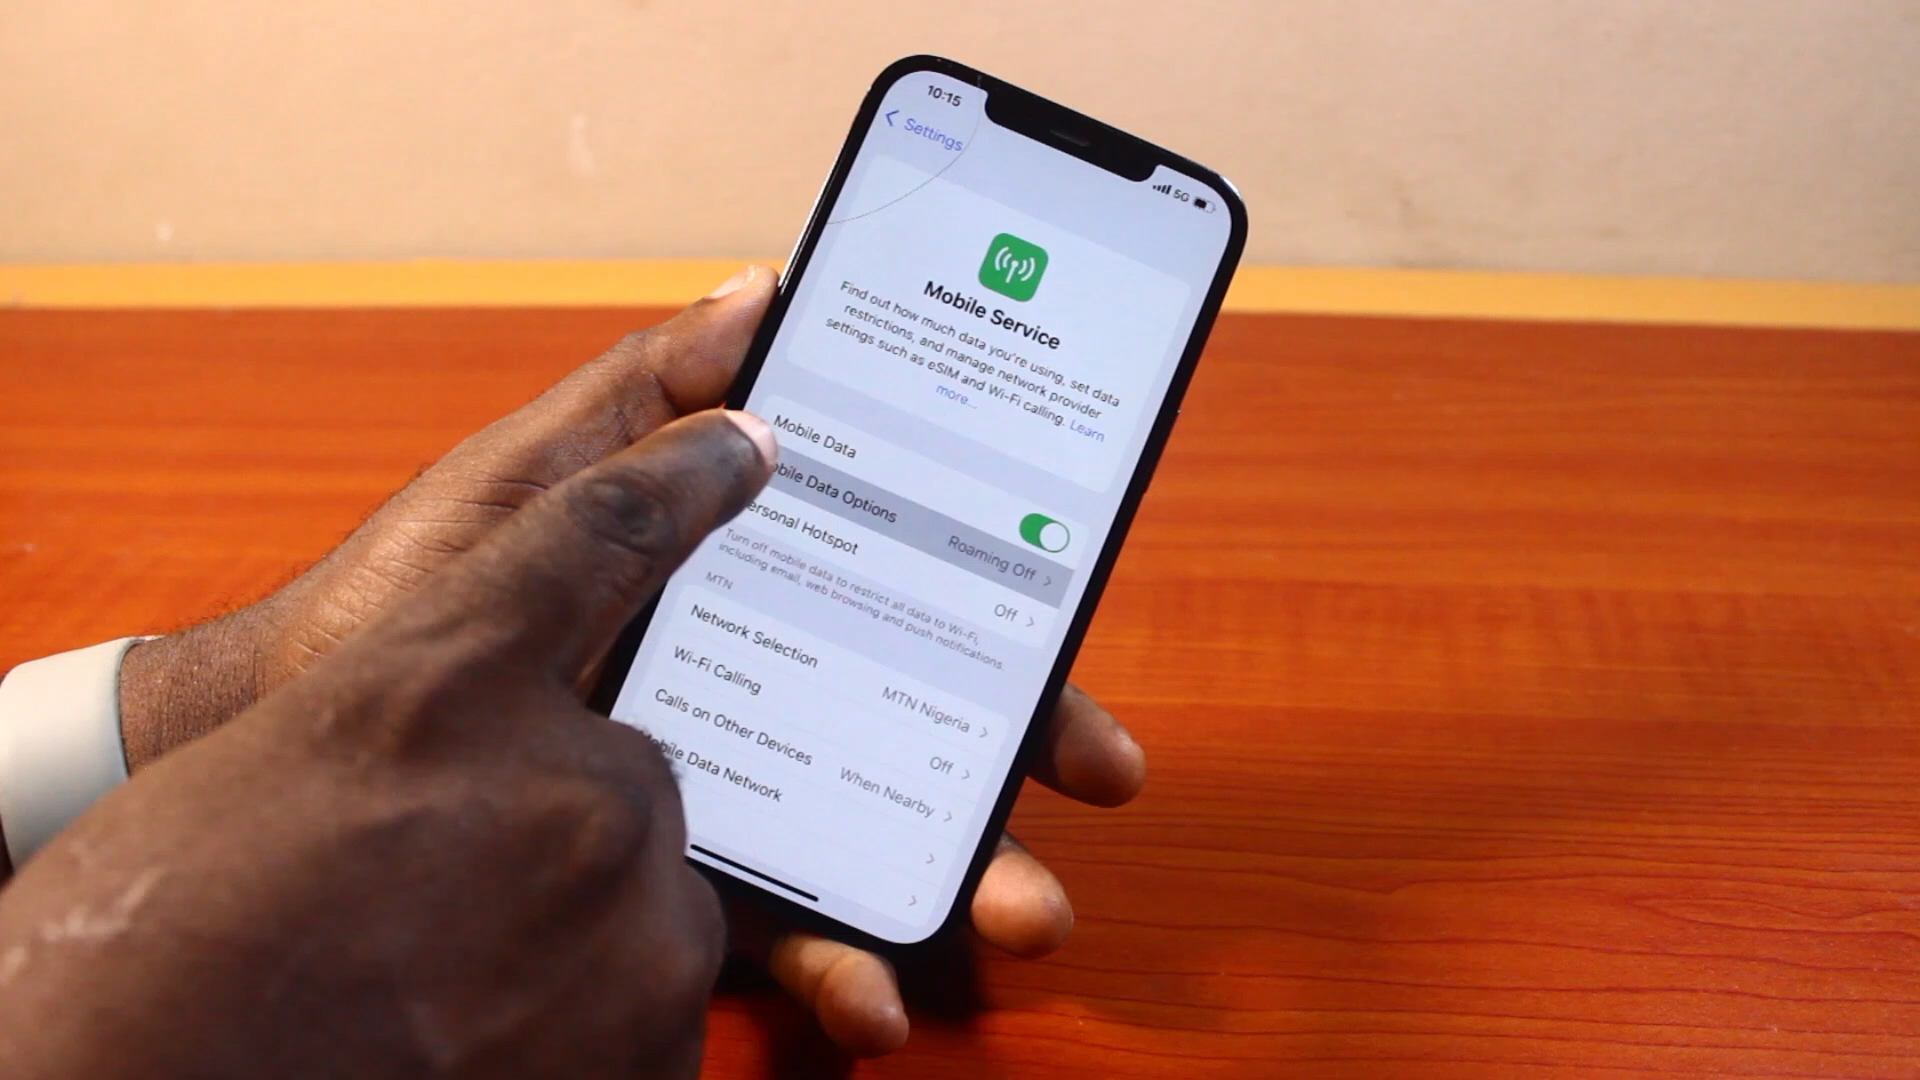 10:15
5G
Settings
Mobile Service
Find out how much data you're using, set data
restrictions, and manage network provider
settings such as eSIM and Wi-Fi calling. Learn
more...
Mobile Data
obile Data Options Roaming Off
ersonal Hotspot Off
Turn off mobile data to restrict all data to Wi-Fi,
including email, web browsing and push notifications.
MTN
Network Selection MTN Nigeria
Wi-Fi Calling Off
Calls on Other Devices When Nearby
Mobile Data Network